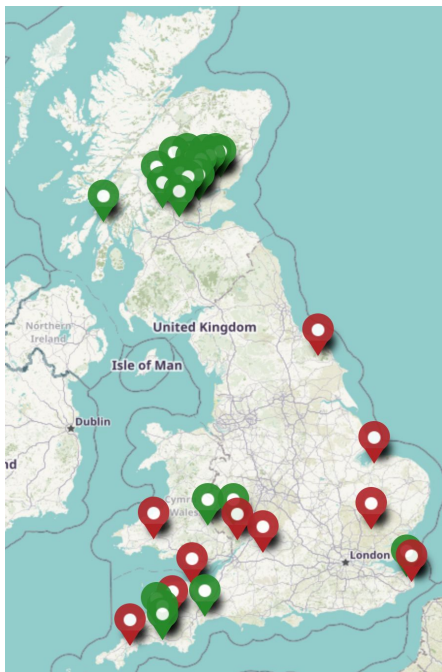 Northern
Ireland
United Kingdom
Isle of Man
Dublin
nd
Cymru
Wales
London